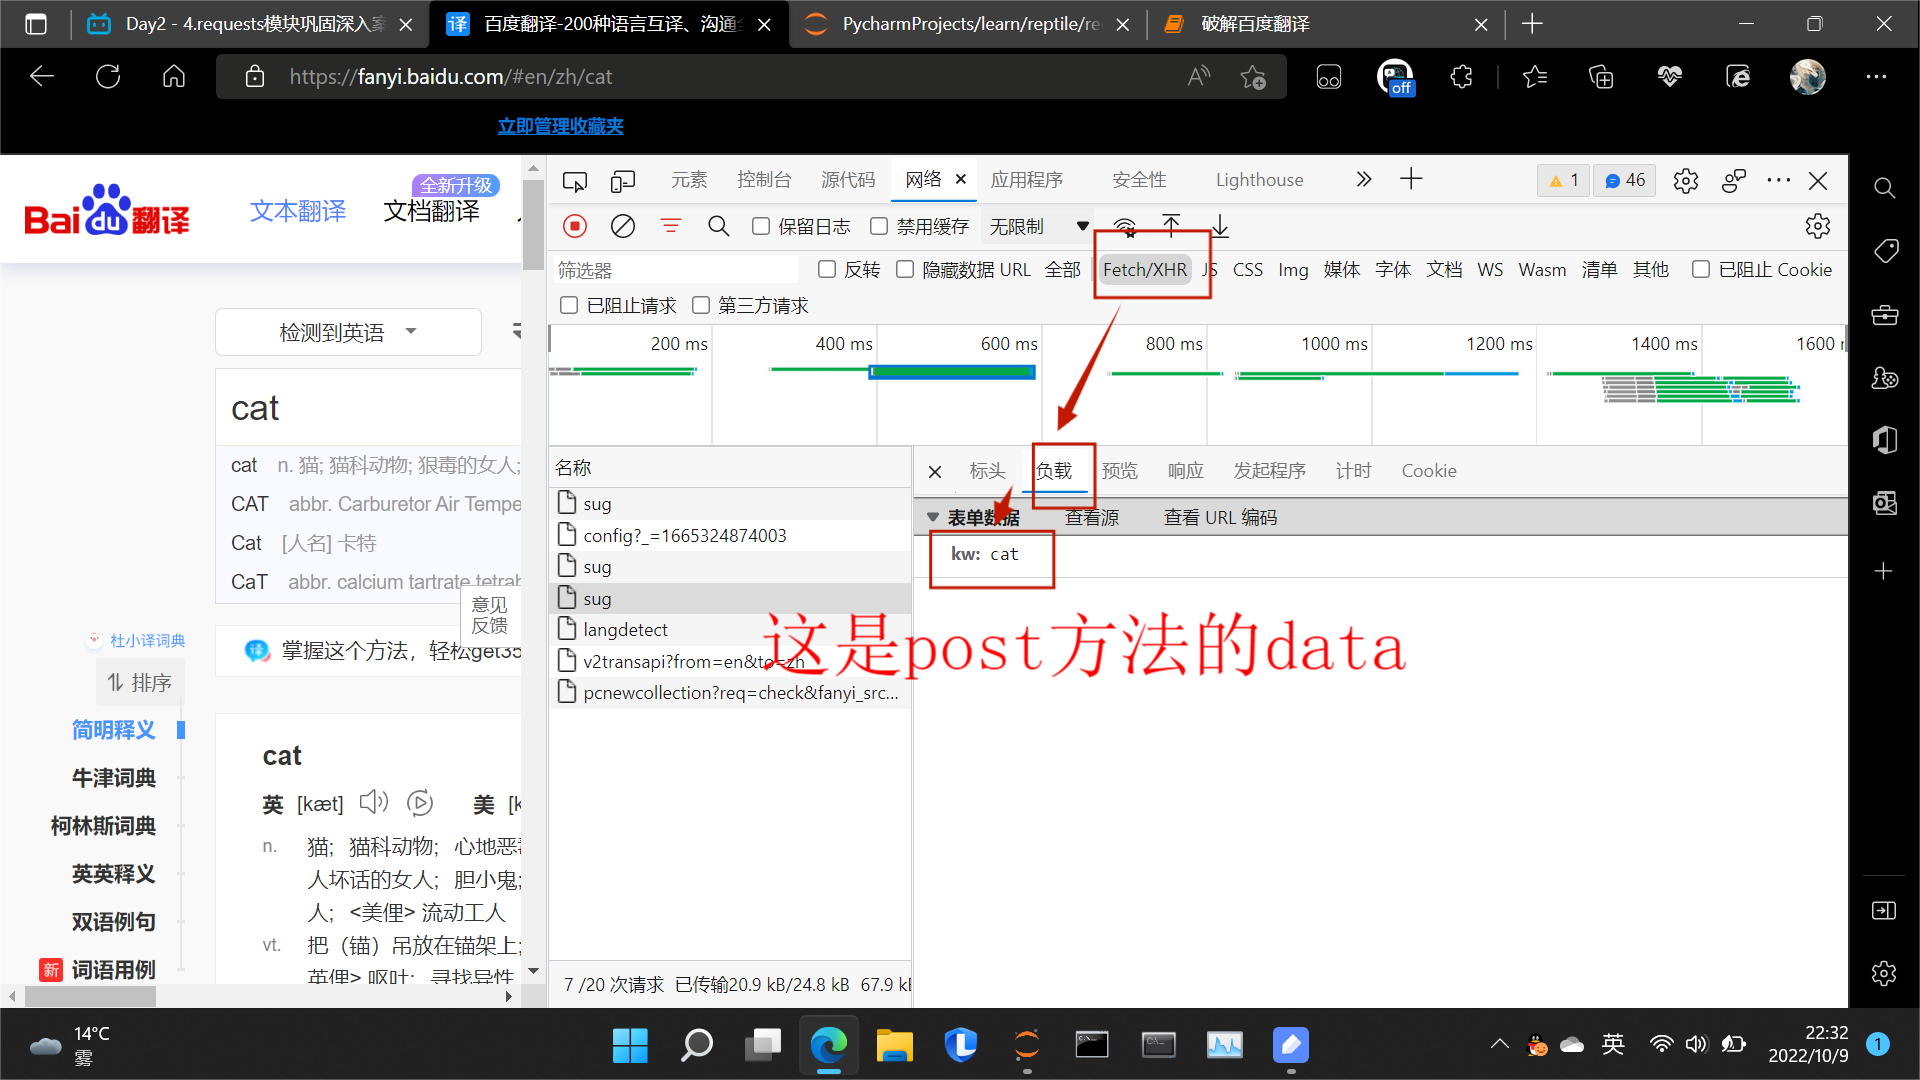 Day2 - 4.requests模块巩固深入案
百度翻译-200种语言互译、沟通全
PycharmProjects/learn/reptile/re
破解百度翻译
https://fanyi.baidu.com/#en/zh/cat
off
立即管理收藏夹
Bai du 翻译
文本翻译
全新升级
文档翻译
元素
控制台
源代码
网络
应用程序
安全性
Lighthouse
1
46
保留日志
禁用缓存
无限制
筛选器
反转
隐藏数据 URL
全部
Fetch/XHR
JS
CSS
Img
媒体
字体
文档
WS
Wasm
清单
其他
已阻止 Cookie
已阻止请求
第三方请求
200 ms
400 ms
600 ms
800 ms
1000 ms
1200 ms
1400 ms
1600
检测到英语
cat
cat n. 猫; 猫科动物; 狠毒的女人;
CAT abbr. Carburetor Air Tempe
Cat [人名] 卡特
CaT abbr. calcium tartrate tetrah
意见
反馈
掌握这个方法，轻松get35
杜小译词典
排序
简明释义
牛津词典
柯林斯词典
英英释义
双语例句
新 词语用例
cat
英 [kæt]
美 [k
n. 猫；猫科动物；心地恶毒
人坏话的女人；胆小鬼;
人；<美俚> 流动工人
vt. 把（锚）吊放在锚架上;
英俚> 呕吐；寻找异性
名称
sug
config?_=1665324874003
sug
sug
langdetect
v2transapi?from=en&to=zh
pcnewcollection?req=check&fanyi_src...
7 /20 次请求 已传输20.9 kB/24.8 kB 67.9 k
标头
负载
预览
响应
发起程序
计时
Cookie
表单数据
查看源
查看 URL 编码
kw: cat
这是post方法的data
14°C
雾
英
22:32
2022/10/9
1